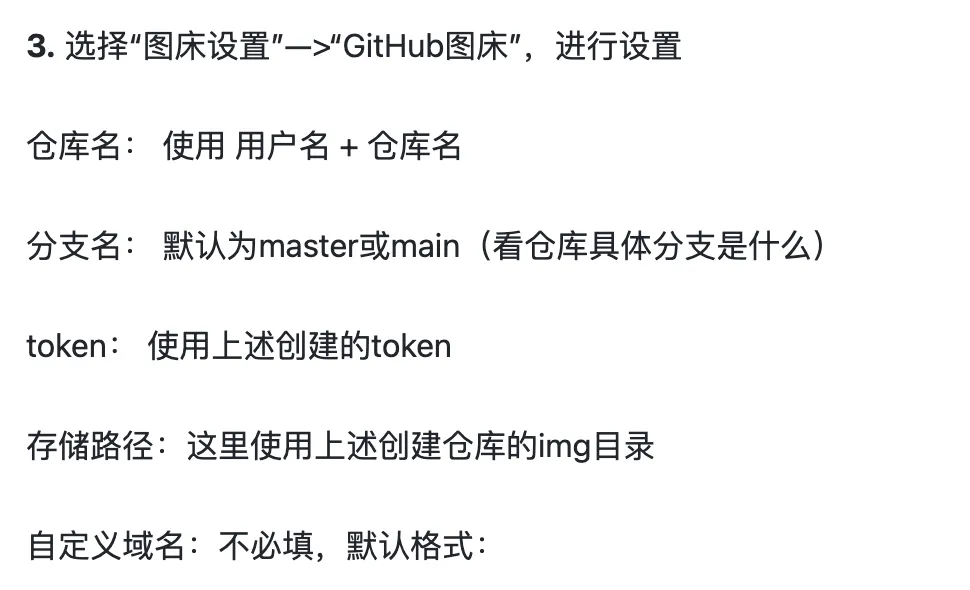 3. 选择“图床设置”—>“GitHub图床”，进行设置
仓库名： 使用 用户名 + 仓库名
分支名： 默认为master或main（看仓库具体分支是什么）
token： 使用上述创建的token
存储路径：这里使用上述创建仓库的img目录
自定义域名：不必填，默认格式：